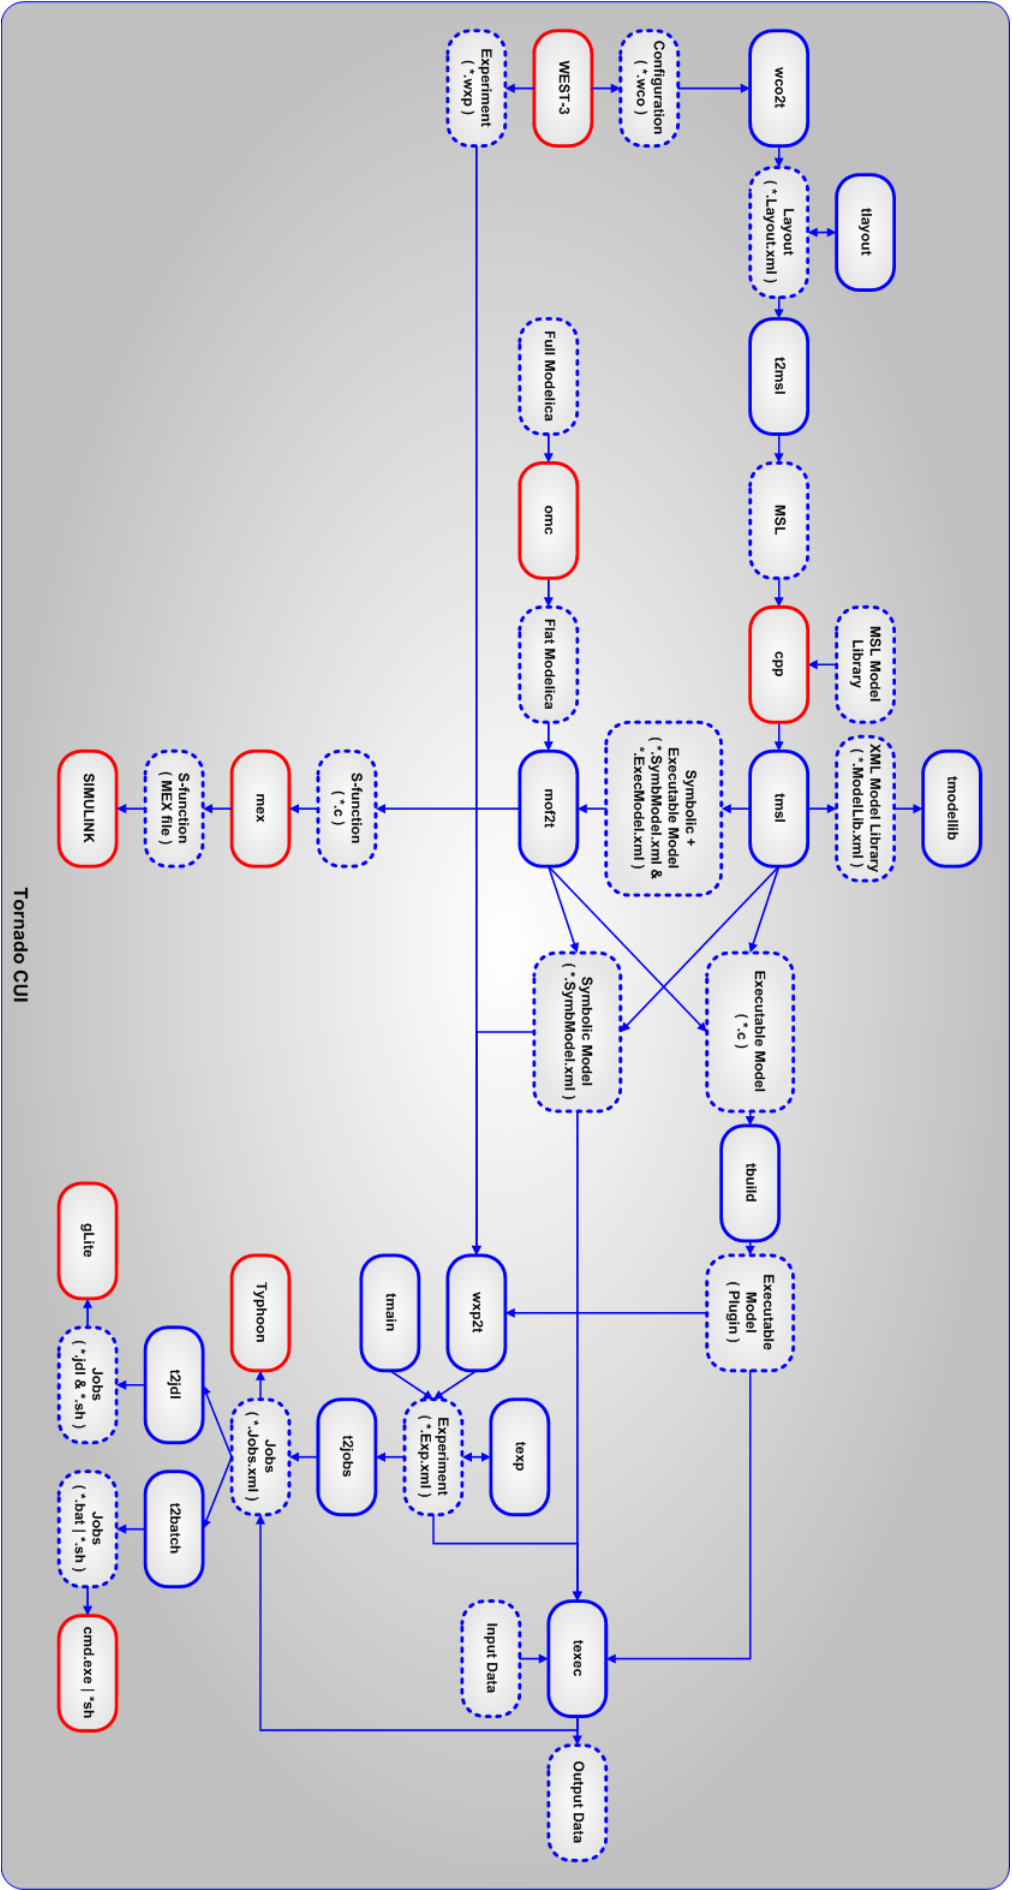 tmodellib
tlayout
MSL Model
Library
XML Model Library
( *.ModelLib.xml )
wco2t
Layout
( *.Layout.xml )
t2msl
MSL
cpp
tmsl
Executable Model
( *.c )
tbuild
Executable
Model
( Plugin )
Configuration
( *.wco )
Symbolic +
Executable Model
( *.SymbModel.xml &
*.ExecModel.xml )
WEST-3
Full Modelica
omc
Flat Modelica
mof2t
Symbolic Model
( *.SymbModel.xml )
texec
Output Data
Experiment
( *.wxp )
wxp2t
texp
Input Data
tmain
Experiment
( *.Exp.xml )
S-function
( *.c )
t2jobs
mex
Typhoon
Jobs
( *.Jobs.xml )
S-function
( MEX file )
t2jdl
t2batch
SIMULINK
gLite
Jobs
( *.jdl & *.sh )
Jobs
( *.bat | *.sh )
cmd.exe | *sh
Tornado CUI